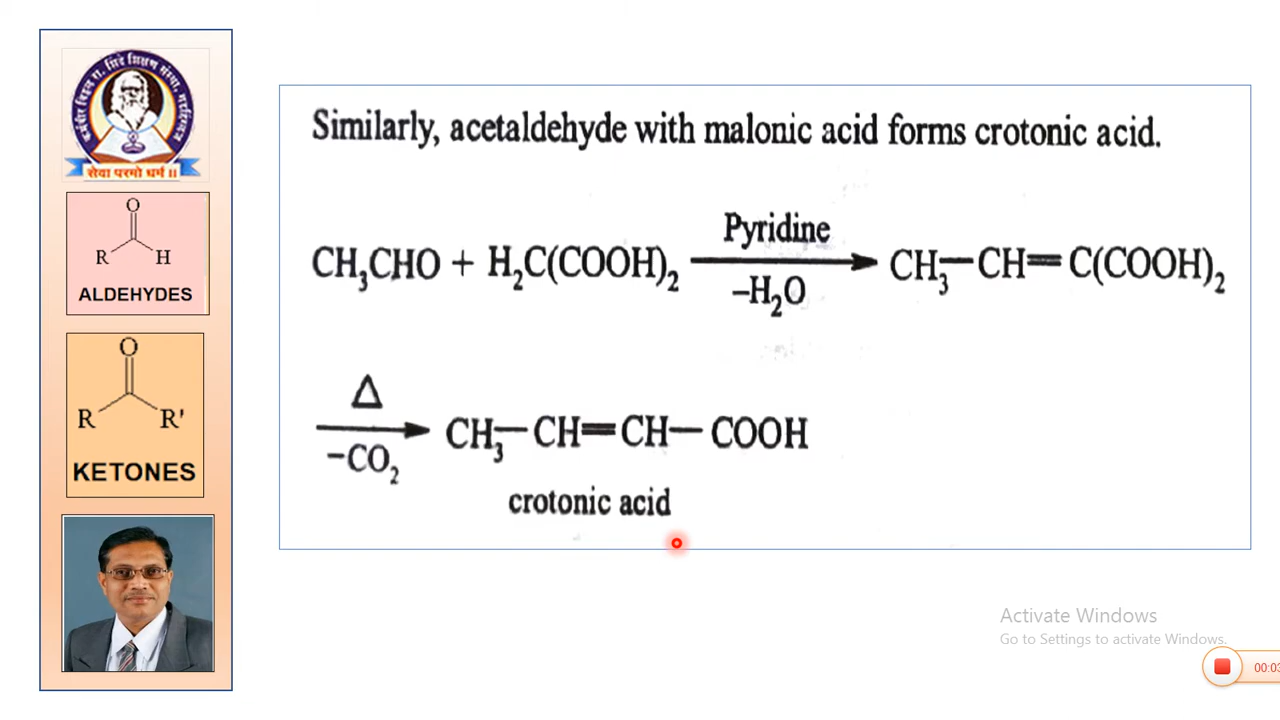 सेवा परमो धर्म ॥
O
R H
ALDEHYDES
O
R R'
KETONES
Similarly, acetaldehyde with malonic acid forms crotonic acid.
CH₃CHO + H₂C(COOH)₂ Pyridine –H₂O CH₃—CH=C(COOH)₂
Δ –CO₂ CH₃—CH=CH—COOH
crotonic acid
Activate Windows
Go to Settings to activate Windows.